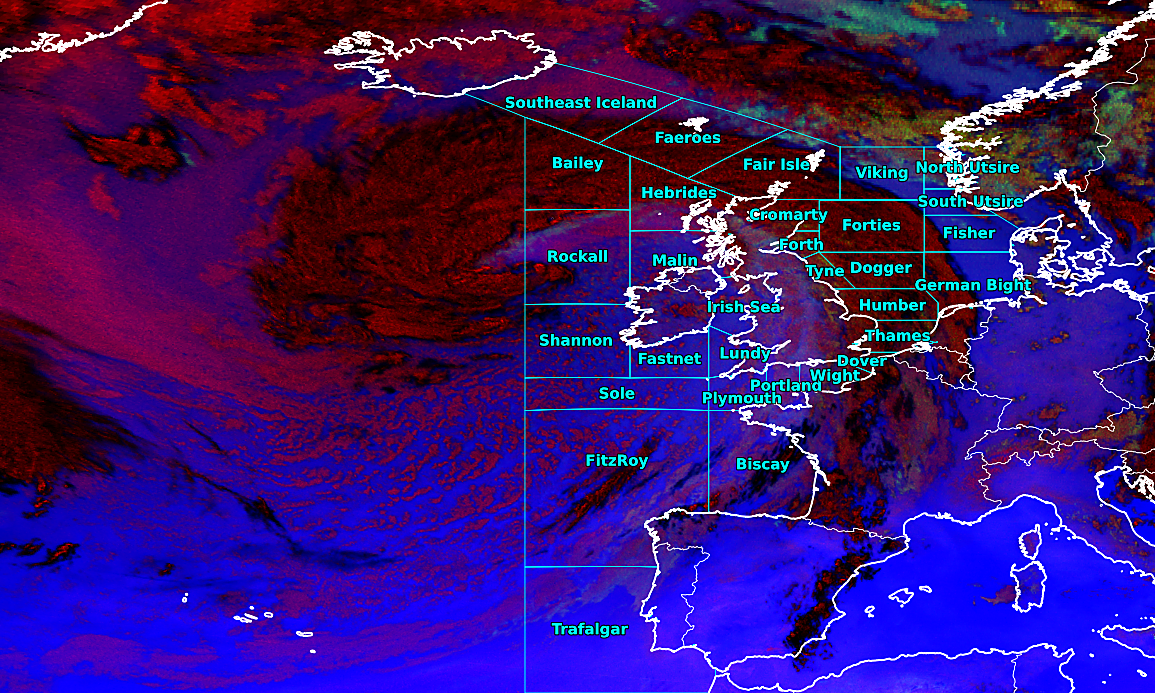 Southeast Iceland
Faeroes
Bailey
Fair Isle
North Utsire
Viking
Hebrides
South Utsire
Cromarty
Forties
Fisher
Forth
Rockall
Malin
Tyne
Dogger
German Bight
Irish Sea
Humber
Thames
Shannon
Fastnet
Lundy
Dover
Wight
Portland
Sole
Plymouth
FitzRoy
Biscay
Trafalgar